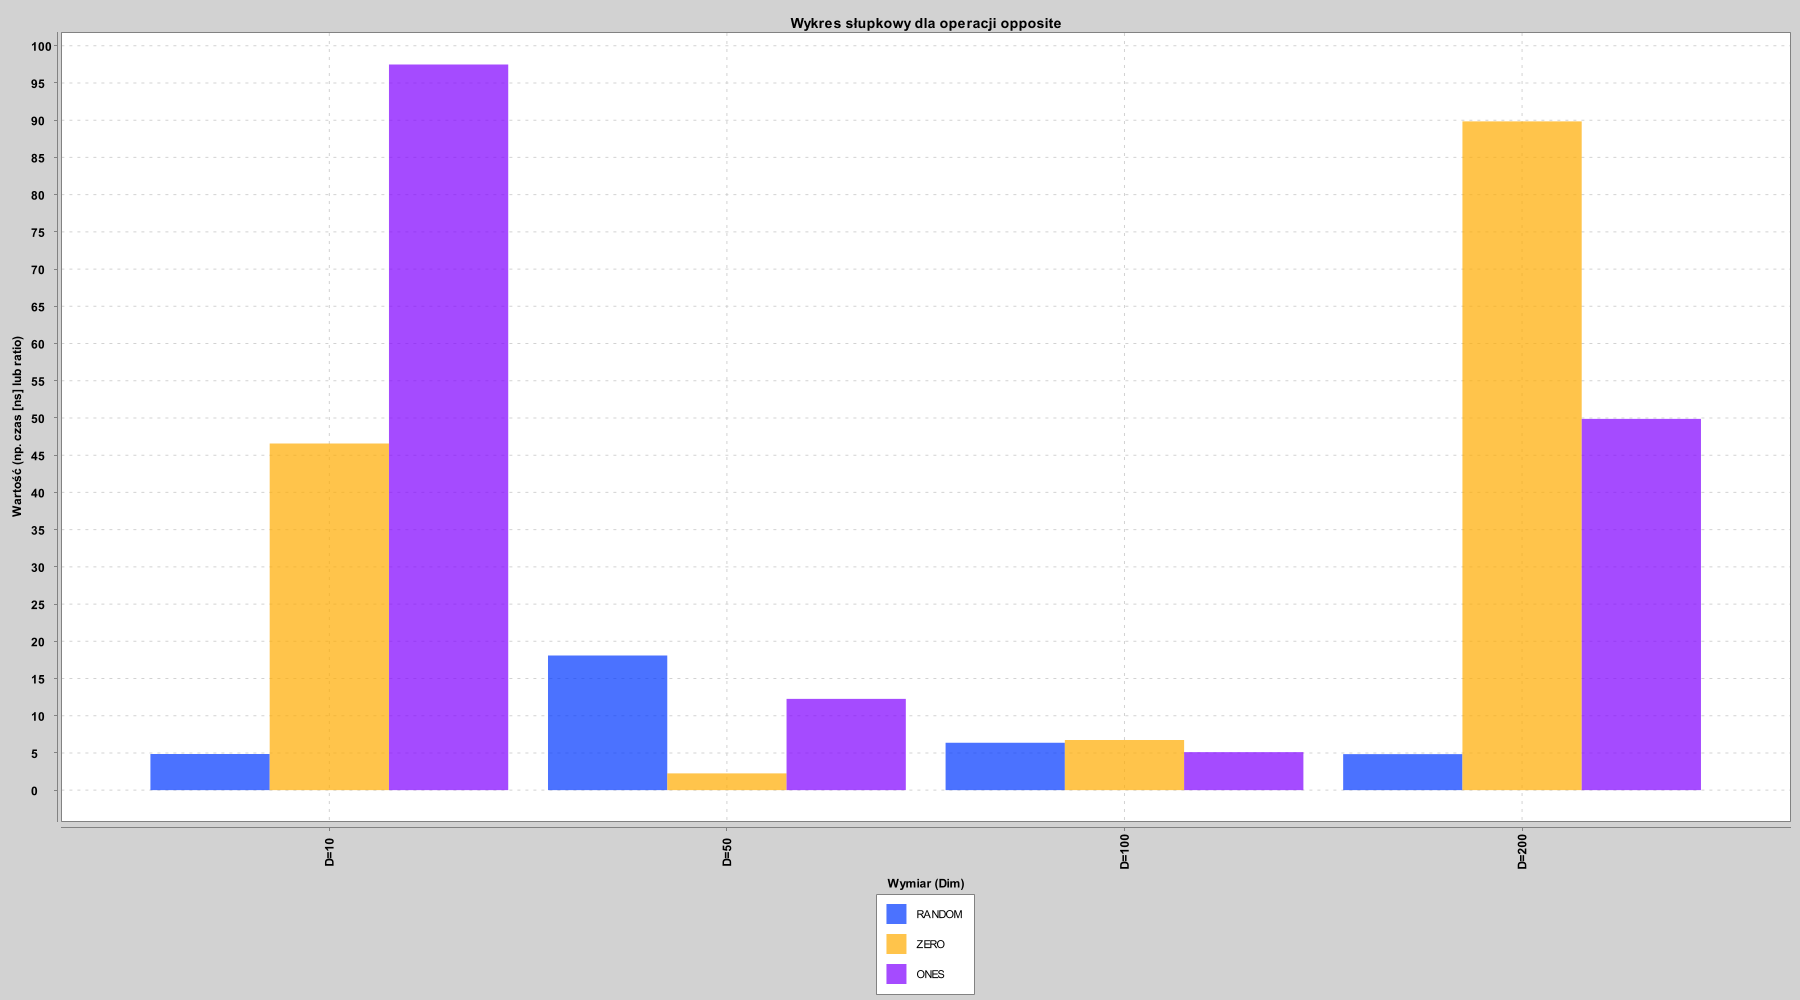 Wykres słupkowy dla operacji opposite
Wartość (np. czas [ns] lub ratio)
100
95
90
85
80
75
70
65
60
55
50
45
40
35
30
25
20
15
10
5
0
D=10
D=50
D=100
D=200
Wymiar (Dim)
RANDOM
ZERO
ONES